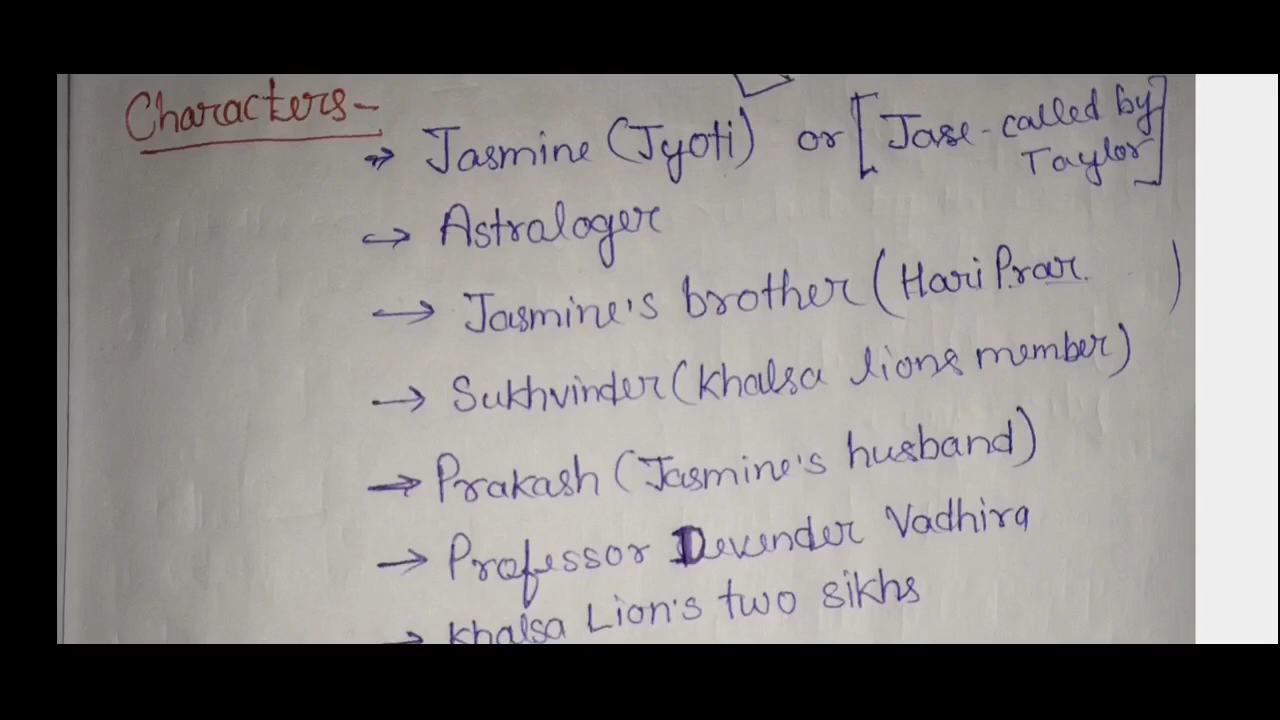 Characters-
→ Jasmine (Jyoti) or [Jase-called by Taylor]
→ Astraloger
→ Jasmine's brother (Hari Prar )
→ Sukhvinder (Khalsa lions member)
→ Prakash (Jasmine's husband)
→ Professor Devender Vadhira
→ Khalsa Lion's two sikhs